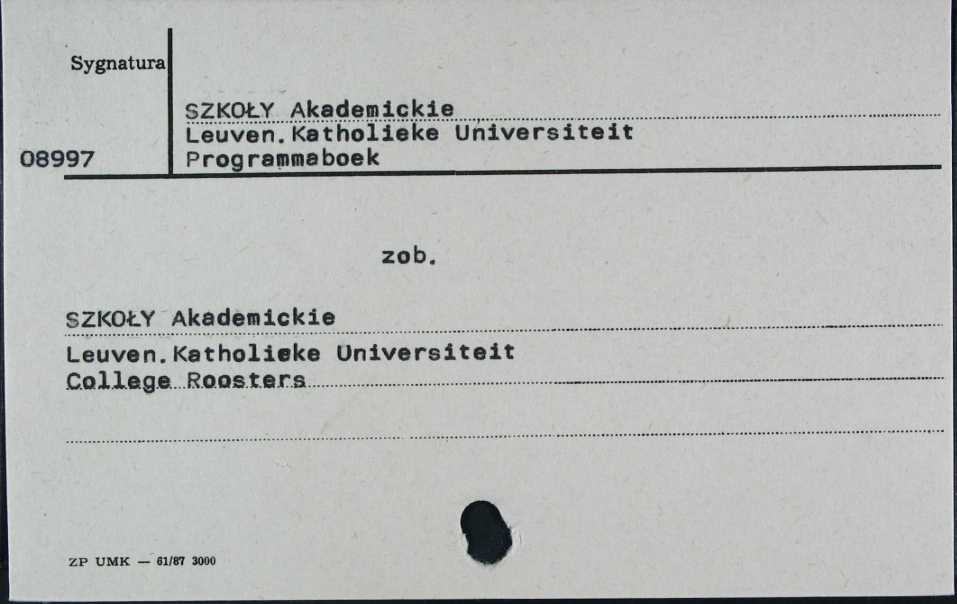 Sygnatura
SZKOŁY Akademickie
Leuven.Katholieke Universiteit
08997 Programmaboek
zob.
SZKOŁY Akademickie
Leuven.Katholieke Universiteit
College Roosters
ZP UMK — 61/87 3000